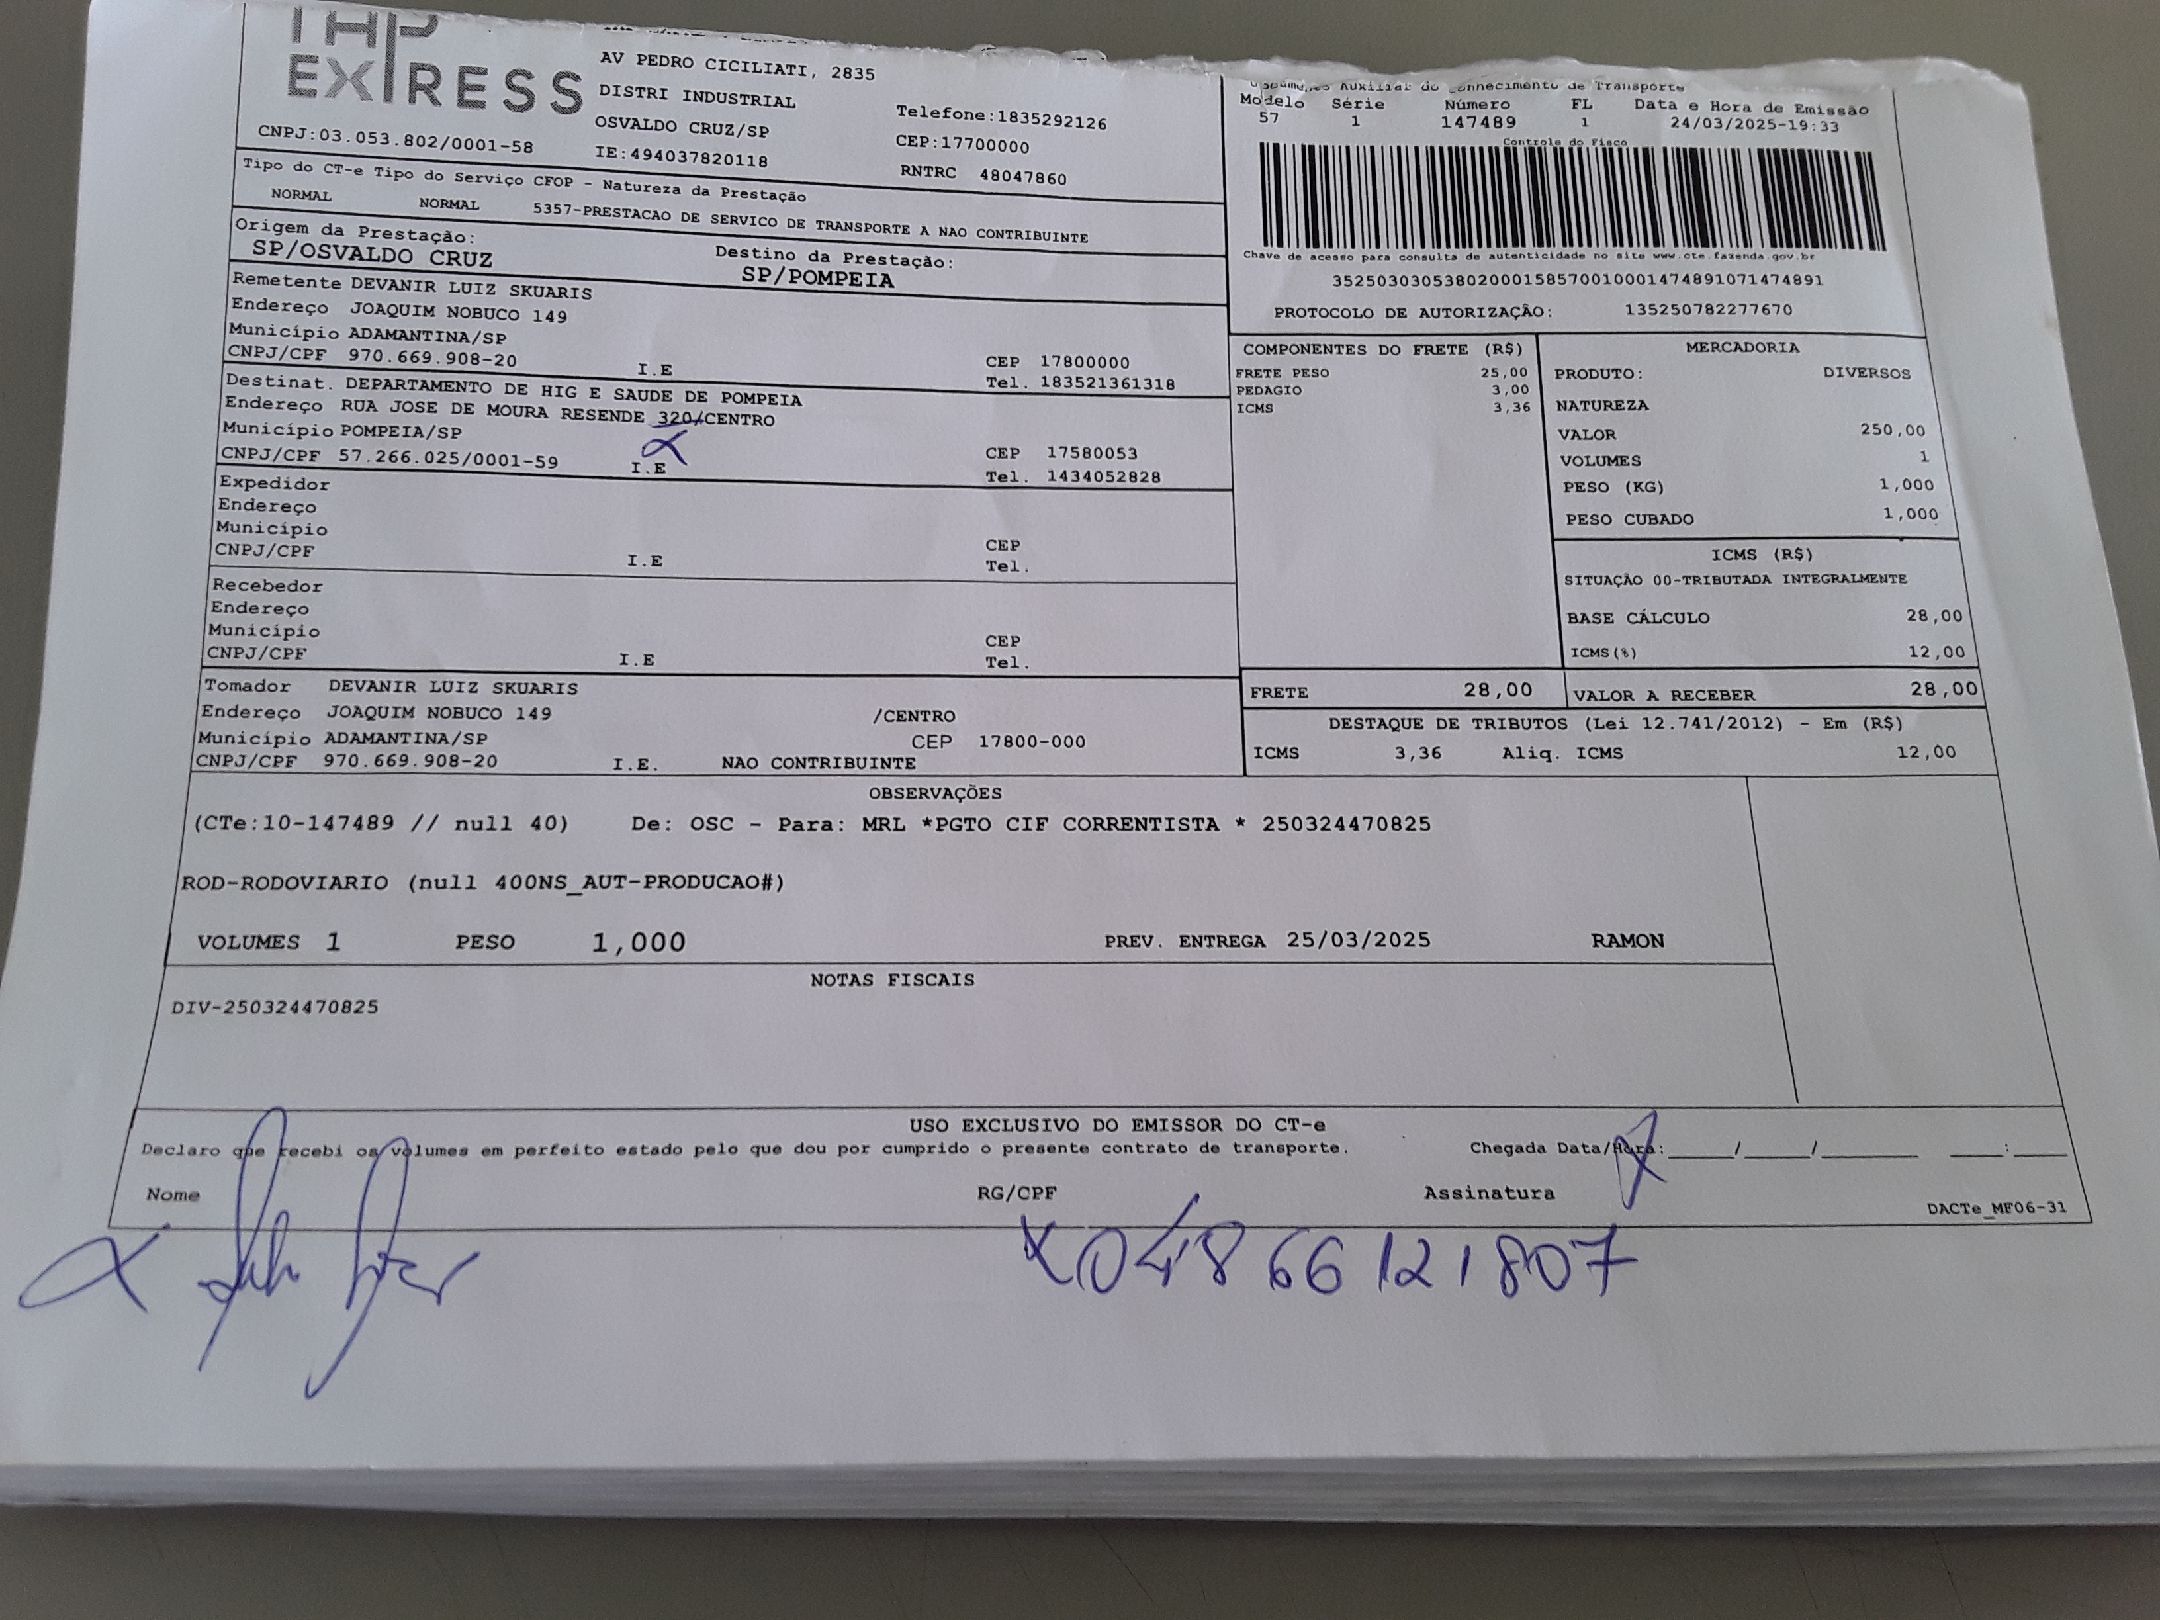 EXPRESS
CNPJ:03.053.802/0001-58
AV PEDRO CICILIATI, 2835
DISTRI INDUSTRIAL
OSVALDO CRUZ/SP
IE:494037820118
Telefone:1835292126
CEP:17700000
RNTRC 48047860
Auxiliar do Conhecimento de Transporte
Modelo Série Número FL Data e Hora de Emissão
57 1 147489 1 24/03/2025-19:33
Controle do Fisco
Chave de acesso para consulta de autenticidade no site www.cte.fazenda.gov.br
35250303053802000158570010001474891071474891
PROTOCOLO DE AUTORIZAÇÃO: 135250782277670
Tipo do CT-e Tipo do Serviço CFOP - Natureza da Prestação
NORMAL NORMAL 5357-PRESTACAO DE SERVICO DE TRANSPORTE A NAO CONTRIBUINTE
Origem da Prestação: Destino da Prestação:
SP/OSVALDO CRUZ SP/POMPEIA
Remetente DEVANIR LUIZ SKUARIS
Endereço JOAQUIM NOBUCO 149
Município ADAMANTINA/SP CEP 17800000
CNPJ/CPF 970.669.908-20 I.E Tel. 183521361318
Destinat. DEPARTAMENTO DE HIG E SAUDE DE POMPEIA
Endereço RUA JOSE DE MOURA RESENDE 320/CENTRO
Município POMPEIA/SP CEP 17580053
CNPJ/CPF 57.266.025/0001-59 I.E Tel. 1434052828
Expedidor
Endereço
Município CEP
CNPJ/CPF I.E Tel.
Recebedor
Endereço
Município CEP
CNPJ/CPF I.E Tel.
Tomador DEVANIR LUIZ SKUARIS
Endereço JOAQUIM NOBUCO 149 /CENTRO
Município ADAMANTINA/SP CEP 17800-000
CNPJ/CPF 970.669.908-20 I.E. NAO CONTRIBUINTE
COMPONENTES DO FRETE (R$)
FRETE PESO 25,00
PEDAGIO 3,00
ICMS 3,36
MERCADORIA
PRODUTO: DIVERSOS
NATUREZA
VALOR 250,00
VOLUMES 1
PESO (KG) 1,000
PESO CUBADO 1,000
ICMS (R$)
SITUAÇÃO 00-TRIBUTADA INTEGRALMENTE
BASE CÁLCULO 28,00
ICMS(%) 12,00
FRETE 28,00 VALOR A RECEBER 28,00
DESTAQUE DE TRIBUTOS (Lei 12.741/2012) - Em (R$)
ICMS 3,36 Aliq. ICMS 12,00
OBSERVAÇÕES
(CTe:10-147489 // null 40) De: OSC - Para: MRL *PGTO CIF CORRENTISTA * 250324470825
ROD-RODOVIARIO (null 400NS_AUT-PRODUCAO#)
VOLUMES 1 PESO 1,000 PREV. ENTREGA 25/03/2025 RAMON
NOTAS FISCAIS
DIV-250324470825
USO EXCLUSIVO DO EMISSOR DO CT-e
Declaro que recebi os volumes em perfeito estado pelo que dou por cumprido o presente contrato de transporte. Chegada Data/Hora:____/____/______ ___:___
Nome RG/CPF Assinatura
DACTe_MF06-31
x 04866121807